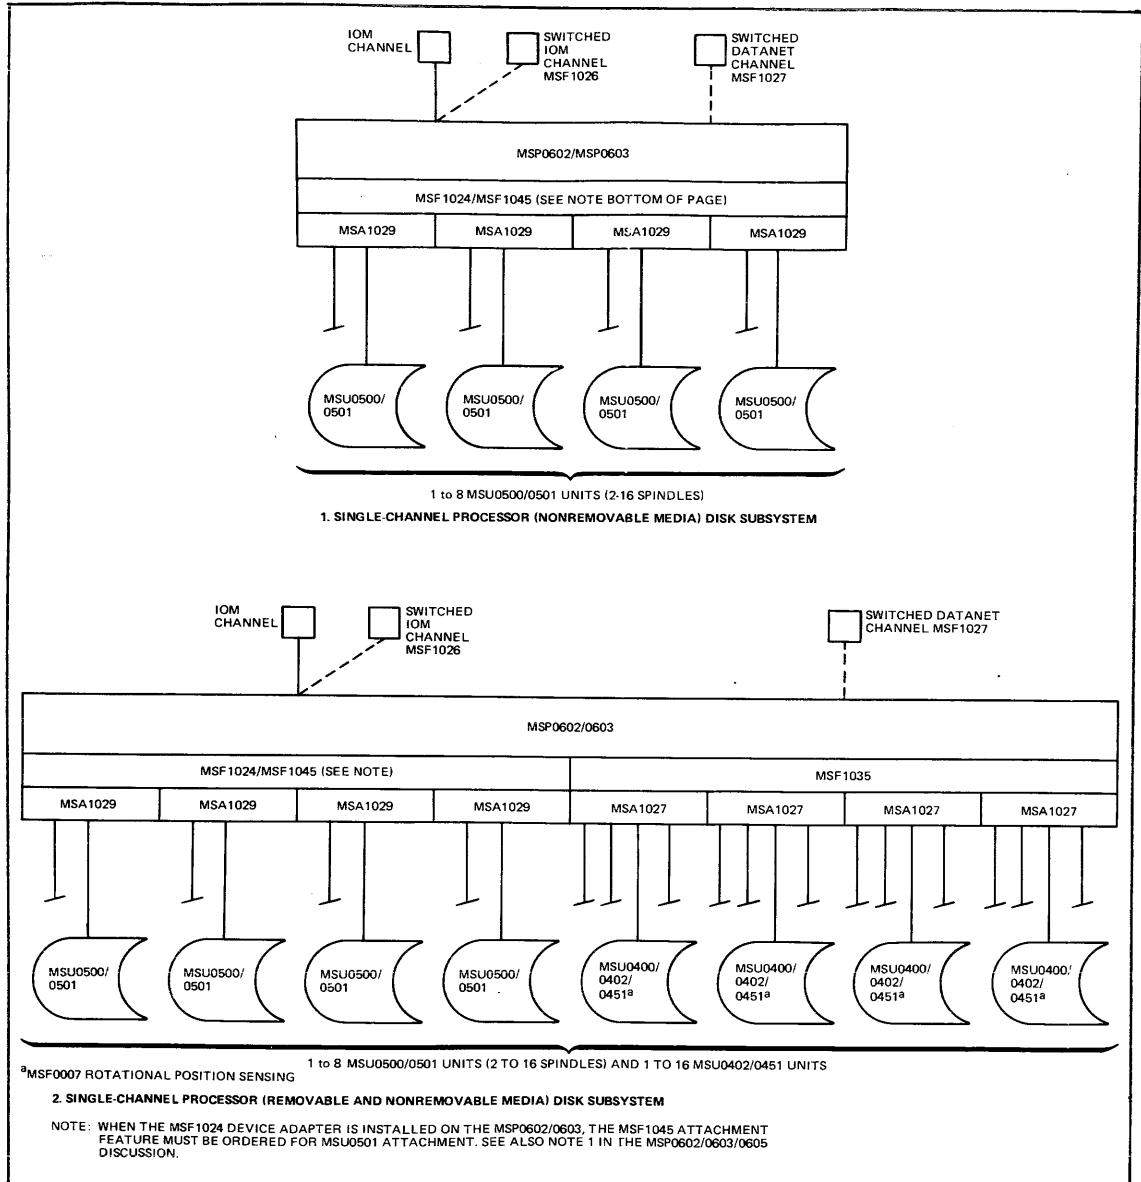 IOM
CHANNEL
SWITCHED
IOM
CHANNEL
MSF1026
SWITCHED
DATANET
CHANNEL
MSF1027
MSP0602/MSP0603
MSF1024/MSF1045 (SEE NOTE BOTTOM OF PAGE)
MSA1029 MSA1029 MSA1029 MSA1029
MSU0500/
0501
MSU0500/
0501
MSU0500/
0501
MSU0500/
0501
1 to 8 MSU0500/0501 UNITS (2-16 SPINDLES)
1. SINGLE-CHANNEL PROCESSOR (NONREMOVABLE MEDIA) DISK SUBSYSTEM
IOM
CHANNEL
SWITCHED
IOM
CHANNEL
MSF1026
SWITCHED DATANET
CHANNEL MSF1027
MSP0602/0603
MSF1024/MSF1045 (SEE NOTE) MSF1035
MSA1029 MSA1029 MSA1029 MSA1029 MSA1027 MSA1027 MSA1027 MSA1027
MSU0500/
0501
MSU0500/
0501
MSU0500/
0501
MSU0500/
0501
MSU0400/
0402/
0451a
MSU0400/
0402/
0451a
MSU0400/
0402/
0451a
MSU0400/
0402/
0451a
1 to 8 MSU0500/0501 UNITS (2 TO 16 SPINDLES) AND 1 TO 16 MSU0402/0451 UNITS
aMSF0007 ROTATIONAL POSITION SENSING
2. SINGLE-CHANNEL PROCESSOR (REMOVABLE AND NONREMOVABLE MEDIA) DISK SUBSYSTEM
NOTE: WHEN THE MSF1024 DEVICE ADAPTER IS INSTALLED ON THE MSP0602/0603, THE MSF1045 ATTACHMENT
FEATURE MUST BE ORDERED FOR MSU0501 ATTACHMENT. SEE ALSO NOTE 1 IN THE MSP0602/0603/0605
DISCUSSION.